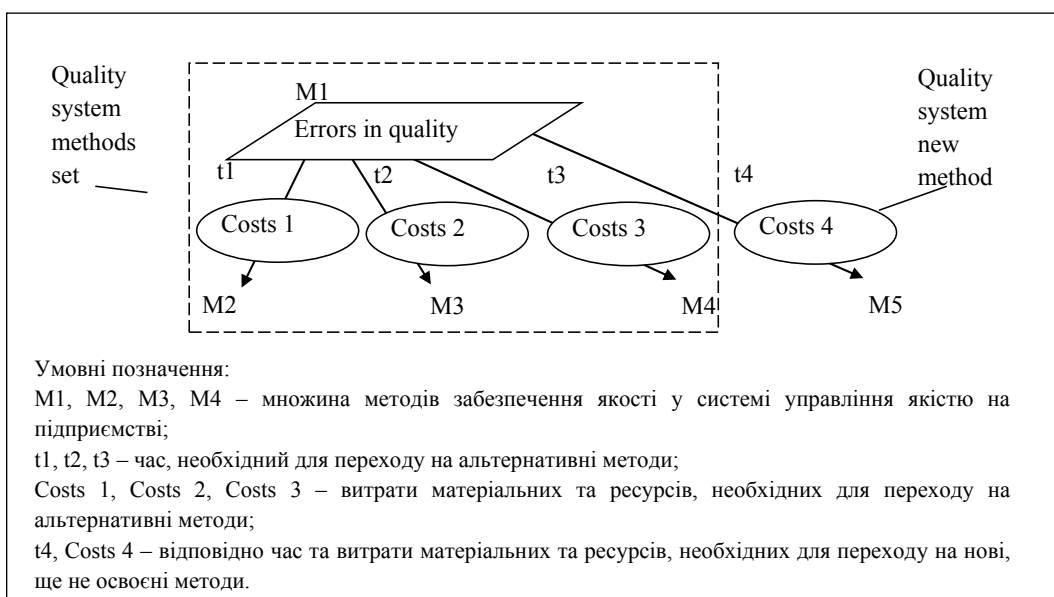 Quality
system
methods
set
M1
Errors in quality
Quality
system
new
method
t1
t2
t3
t4
Costs 1
Costs 2
Costs 3
Costs 4
M2
M3
M4
M5
Умовні позначення:
M1, M2, M3, M4 – множина методів забезпечення якості у системі управління якістю на
підприємстві;
t1, t2, t3 – час, необхідний для переходу на альтернативні методи;
Costs 1, Costs 2, Costs 3 – витрати матеріальних та ресурсів, необхідних для переходу на
альтернативні методи;
t4, Costs 4 – відповідно час та витрати матеріальних та ресурсів, необхідних для переходу на нові,
ще не освоєні методи.